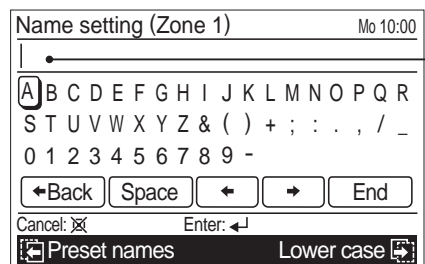 Name setting (Zone 1) Mo 10:00
A B C D E F G H I J K L M N O P Q R
S T U V W X Y Z & ( ) + ; : . , / _
0 1 2 3 4 5 6 7 8 9 -
←Back Space ← → End
Cancel: Enter: ↵
Preset names Lower case